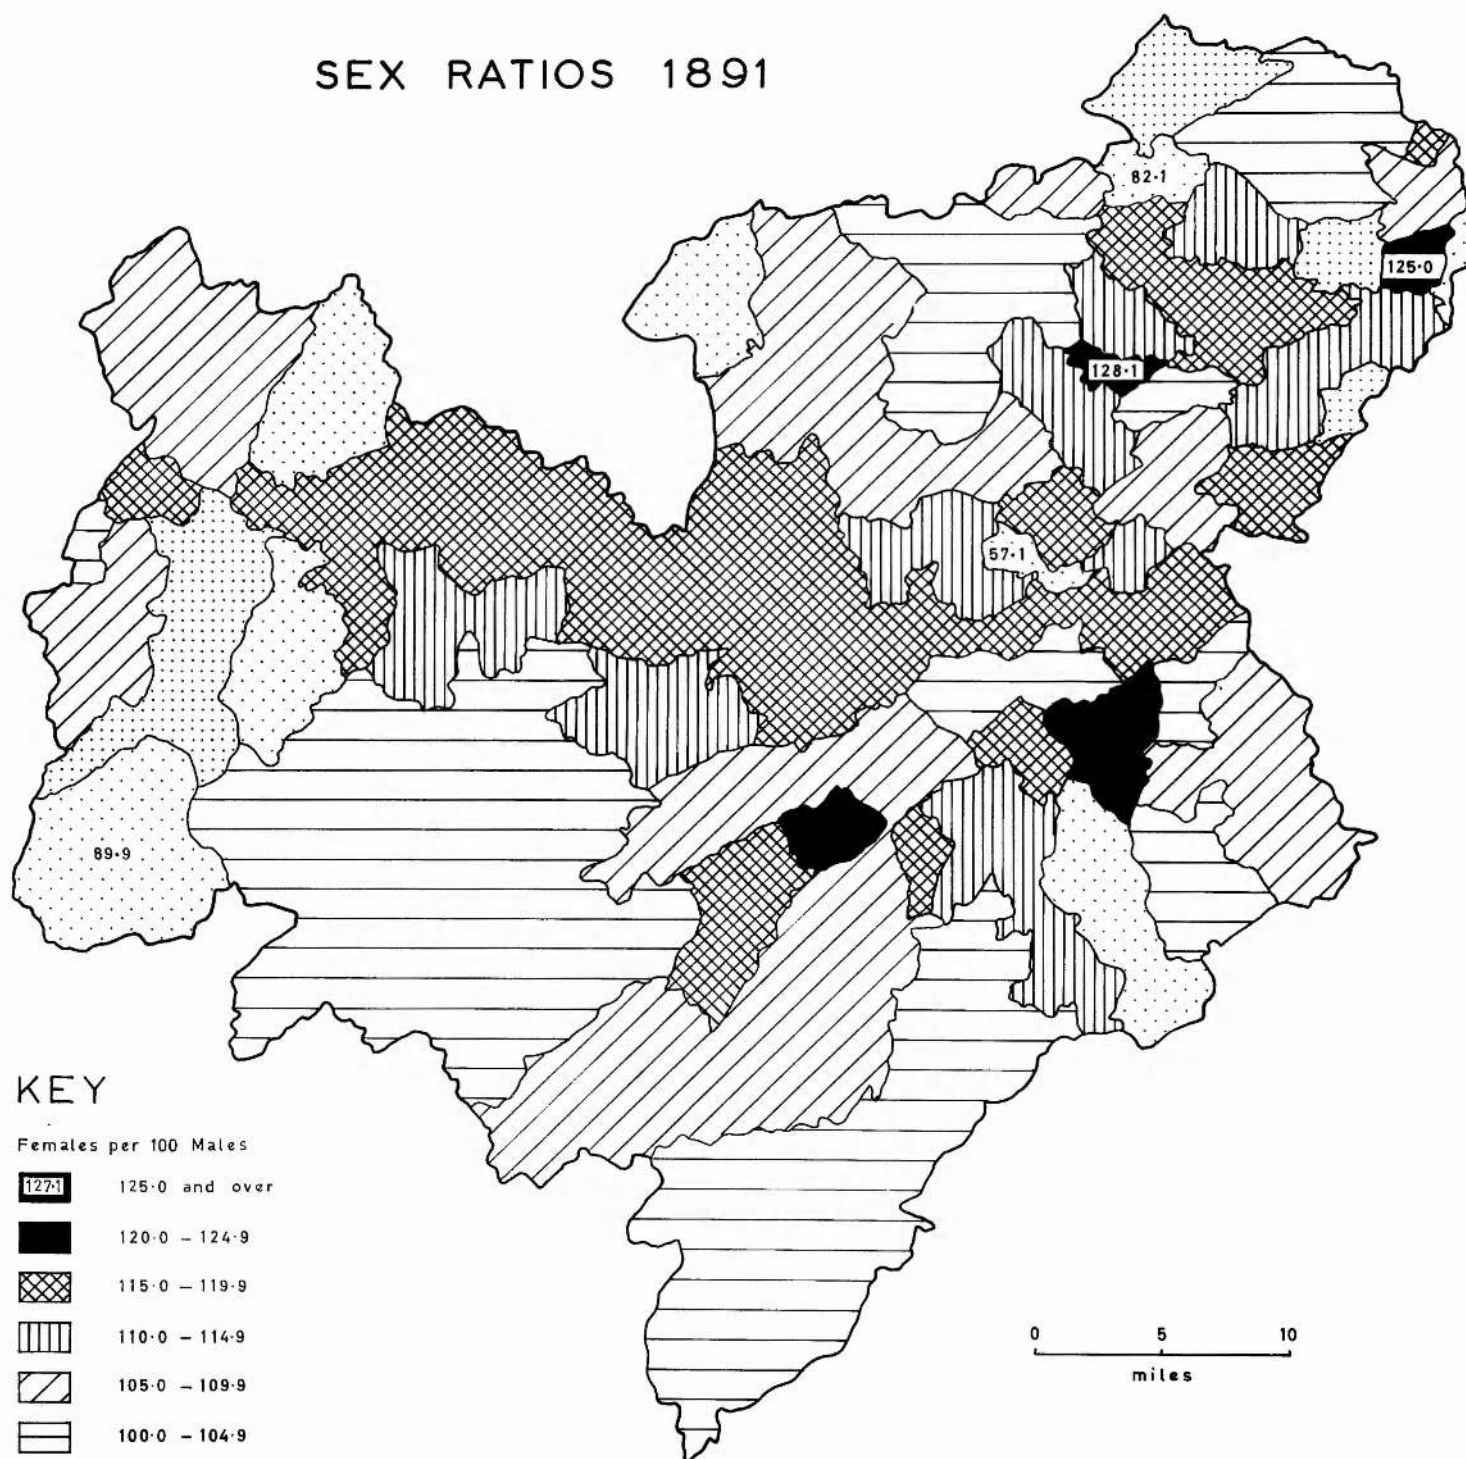 SEX RATIOS 1891
82·1
125·0
128·1
57·1
89·9
KEY
Females per 100 Males
127·1 125·0 and over
120·0 – 124·9
115·0 – 119·9
110·0 – 114·9
105·0 – 109·9
100·0 – 104·9
0 5 10
miles